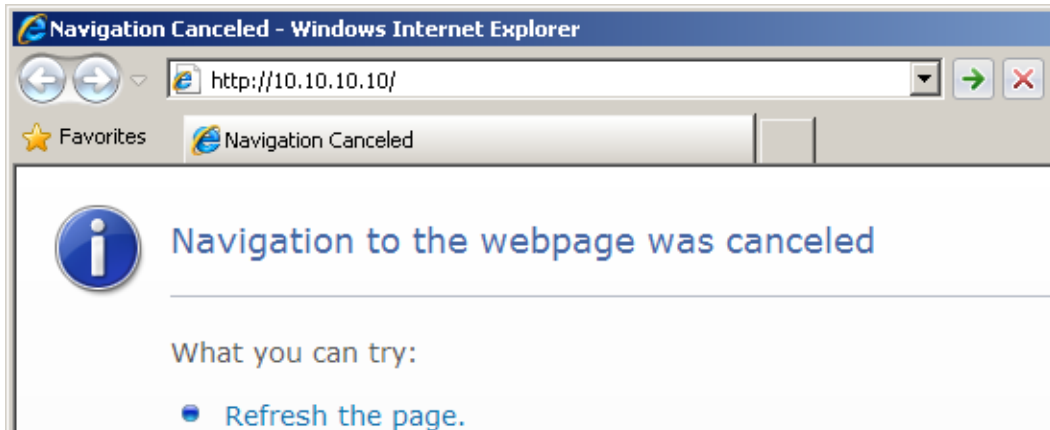 Navigation Canceled - Windows Internet Explorer
http://10.10.10.10/
Favorites Navigation Canceled
Navigation to the webpage was canceled
What you can try:
Refresh the page.